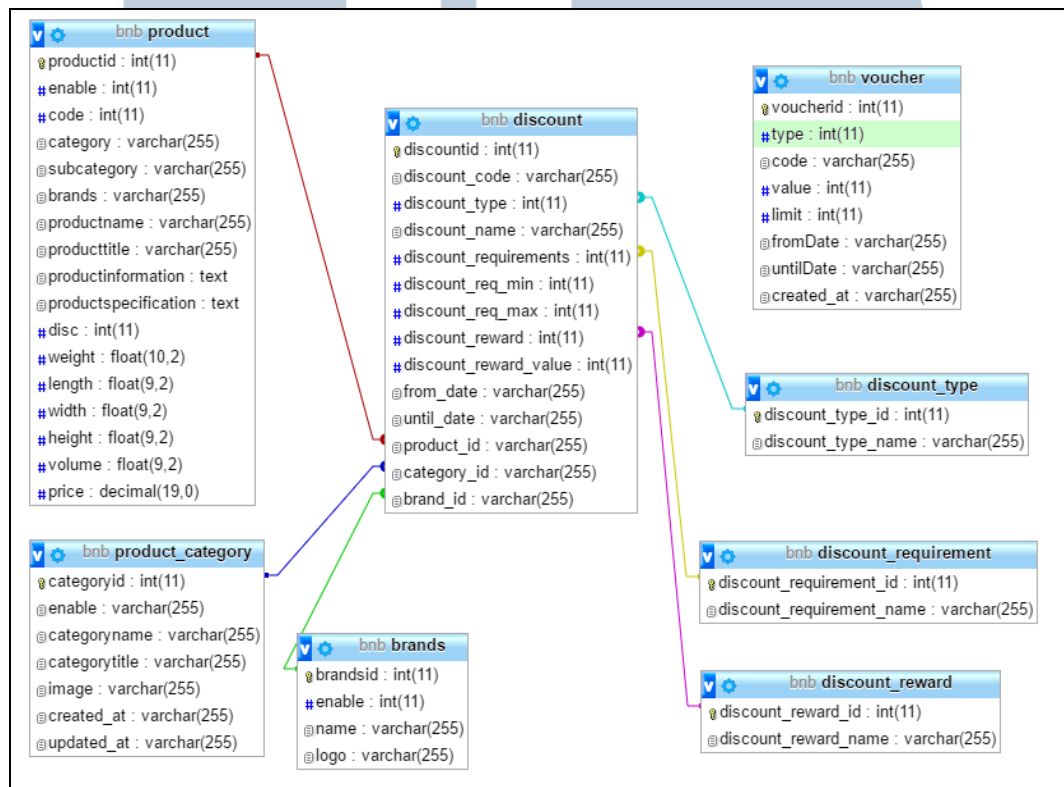 bnb product
productid : int(11)
enable : int(11)
code : int(11)
category : varchar(255)
subcategory : varchar(255)
brands : varchar(255)
productname : varchar(255)
producttitle : varchar(255)
productinformation : text
productspecification : text
disc : int(11)
weight : float(10,2)
length : float(9,2)
width : float(9,2)
height : float(9,2)
volume : float(9,2)
price : decimal(19,0)
bnb discount
discountid : int(11)
discount_code : varchar(255)
discount_type : int(11)
discount_name : varchar(255)
discount_requirements : int(11)
discount_req_min : int(11)
discount_req_max : int(11)
discount_reward : int(11)
discount_reward_value : int(11)
from_date : varchar(255)
until_date : varchar(255)
product_id : varchar(255)
category_id : varchar(255)
brand_id : varchar(255)
bnb voucher
voucherid : int(11)
type : int(11)
code : varchar(255)
value : int(11)
limit : int(11)
fromDate : varchar(255)
untilDate : varchar(255)
created_at : varchar(255)
bnb discount_type
discount_type_id : int(11)
discount_type_name : varchar(255)
bnb product_category
categoryid : int(11)
enable : varchar(255)
categoryname : varchar(255)
categorytitle : varchar(255)
image : varchar(255)
created_at : varchar(255)
updated_at : varchar(255)
bnb brands
brandsid : int(11)
enable : int(11)
name : varchar(255)
logo : varchar(255)
bnb discount_requirement
discount_requirement_id : int(11)
discount_requirement_name : varchar(255)
bnb discount_reward
discount_reward_id : int(11)
discount_reward_name : varchar(255)